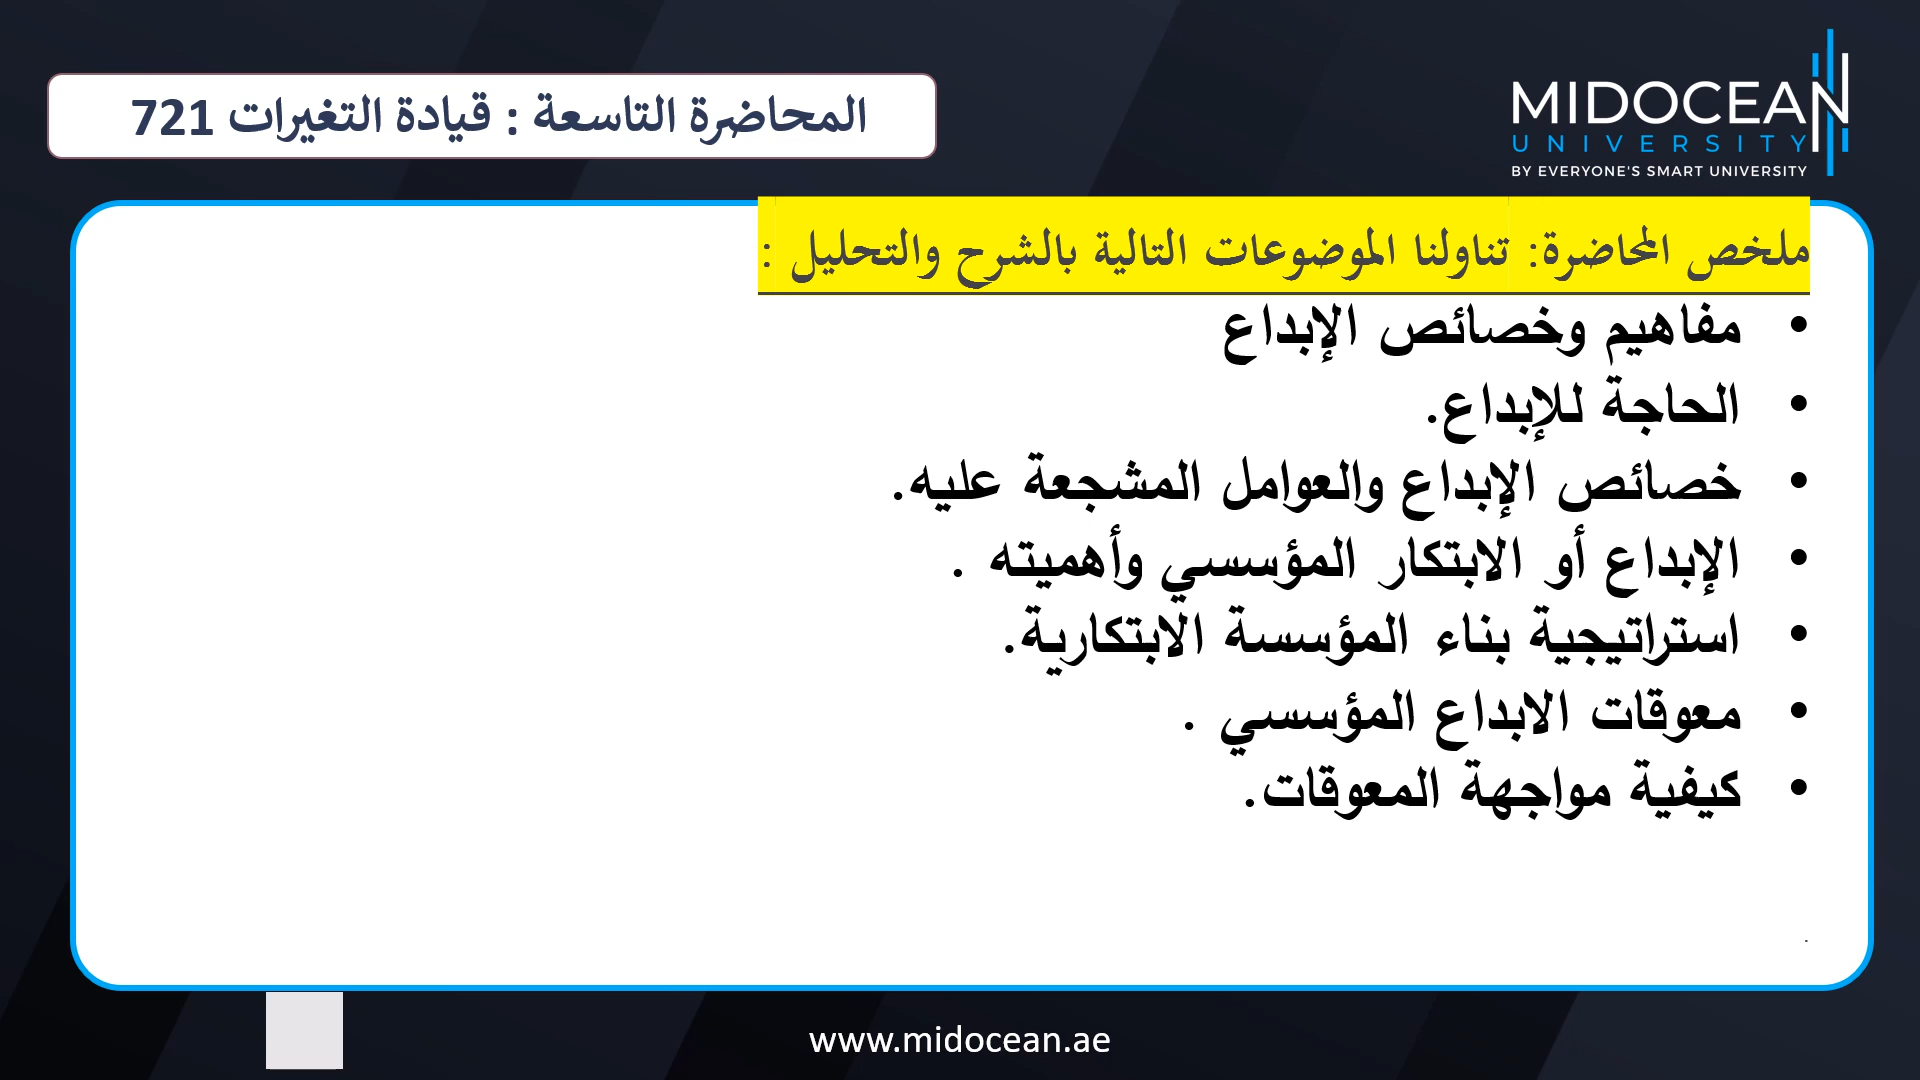 المحاضرة التاسعة : قيادة التغيرات 721
MIDOCEAN
UNIVERSITY
BY EVERYONE'S SMART UNIVERSITY
ملخص المحاضرة: تناولنا الموضوعات التالية بالشرح والتحليل :
• مفاهيم وخصائص الإبداع
• الحاجة للإبداع.
• خصائص الإبداع والعوامل المشجعة عليه.
• الإبداع أو الابتكار المؤسسي وأهميته .
• استراتيجية بناء المؤسسة الابتكارية.
• معوقات الابداع المؤسسي .
• كيفية مواجهة المعوقات.
.
www.midocean.ae